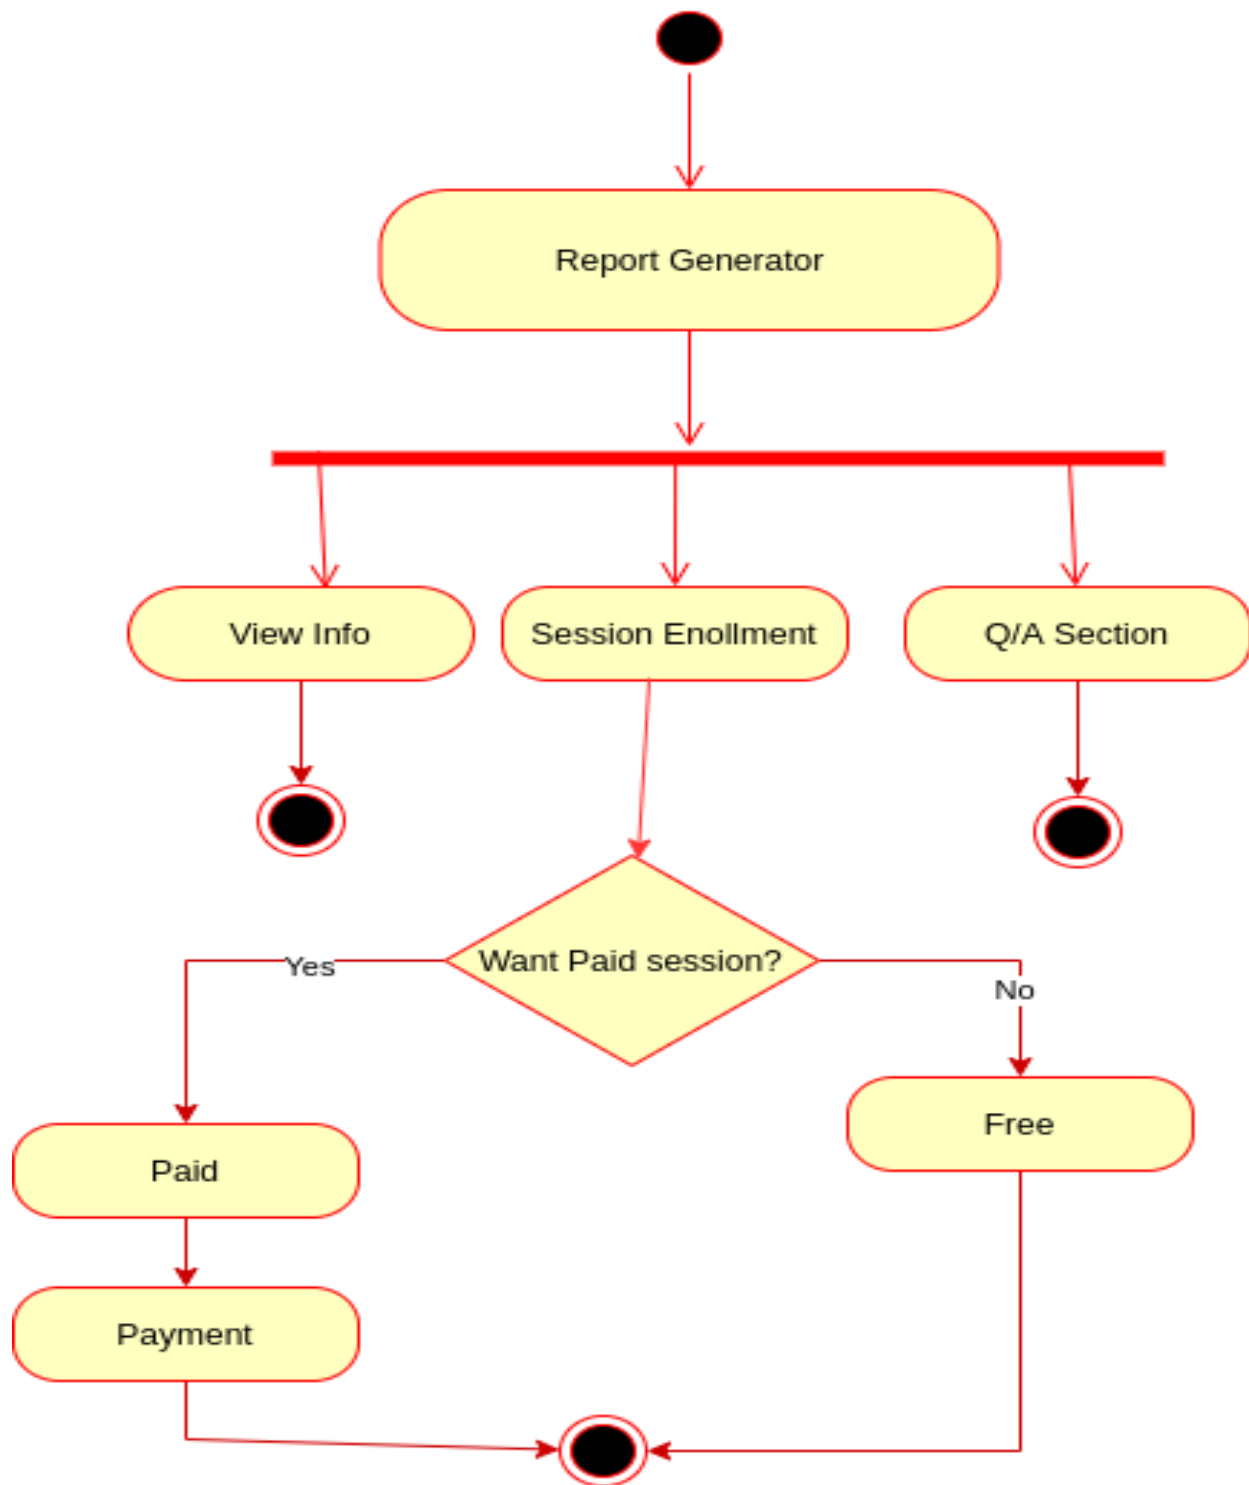 Report Generator
View Info
Session Enollment
Q/A Section
Want Paid session?
Yes
No
Free
Paid
Payment